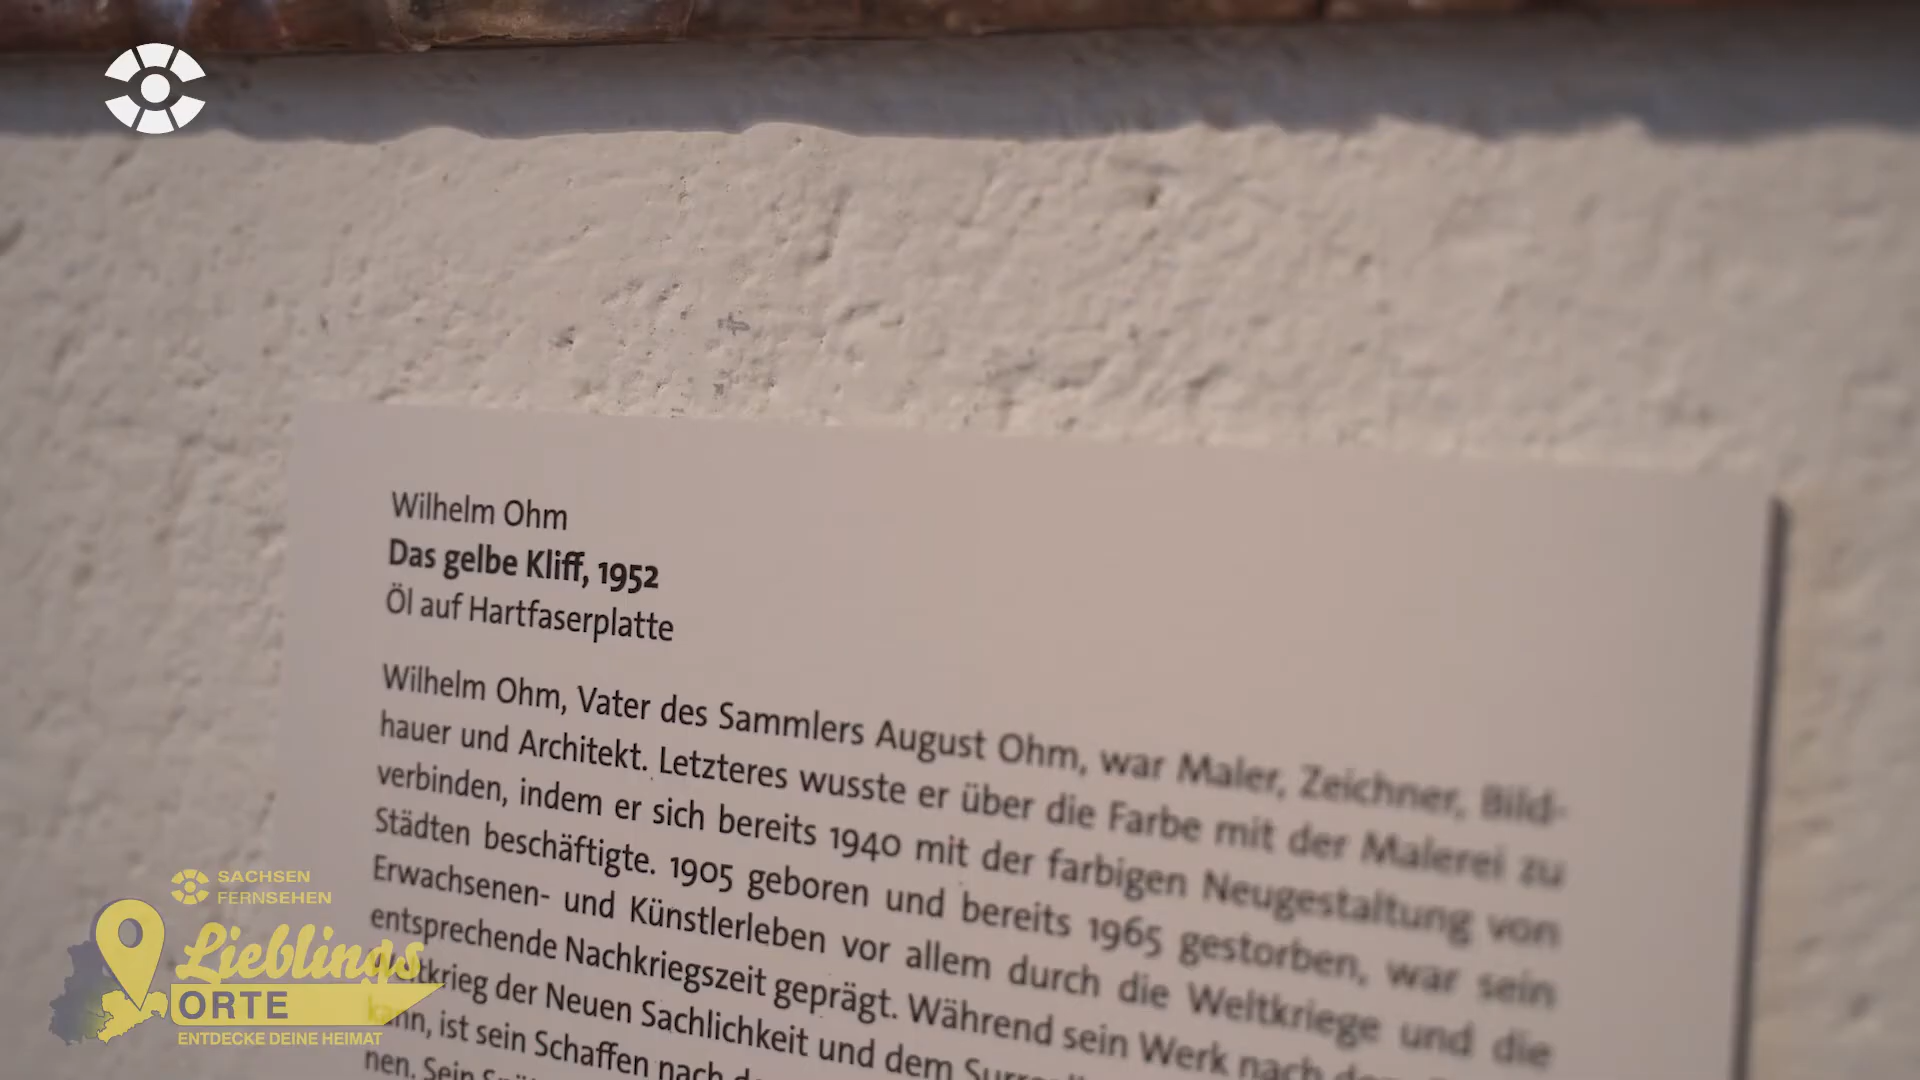 Wilhelm Ohm
Das gelbe Kliff, 1952
Öl auf Hartfaserplatte
Wilhelm Ohm, Vater des Sammlers August Ohm, war Maler, Zeichner, Bild-
hauer und Architekt. Letzteres wusste er über die Farbe mit der Malerei zu
verbinden, indem er sich bereits 1940 mit der farbigen Neugestaltung von
Städten beschäftigte. 1905 geboren und bereits 1965 gestorben, war sein
Erwachsenen- und Künstlerleben vor allem durch die Weltkriege und die
entsprechende Nachkriegszeit geprägt. Während sein Werk nach dem
der Neuen Sachlichkeit und dem
kann, ist sein Schaffen nach
nen. Sein
SACHSEN
FERNSEHEN
Lieblings
ORTE
ENTDECKE DEINE HEIMAT